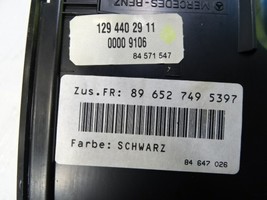 129 440 29 11
0000 9106
84 571 547
MERCEDES-BENZ
Zus.FR: 89 652 749 5397
Farbe: SCHWARZ
84 647 026